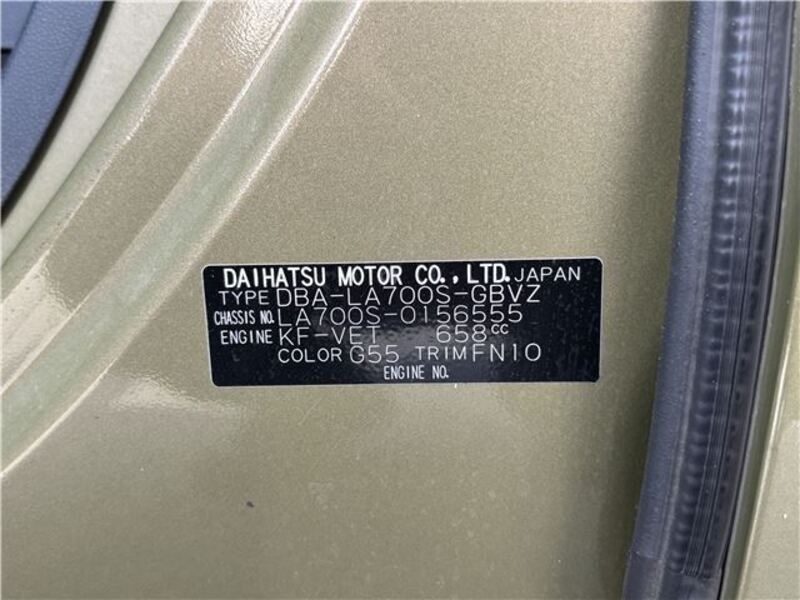 DAIHATSU MOTOR CO., LTD. JAPAN
TYPE DBA-LA700S-GBVZ
CHASSIS NO. LA700S-0156555
ENGINE KF-VET 658cc
COLOR G55 TRIM FN10
ENGINE NO.